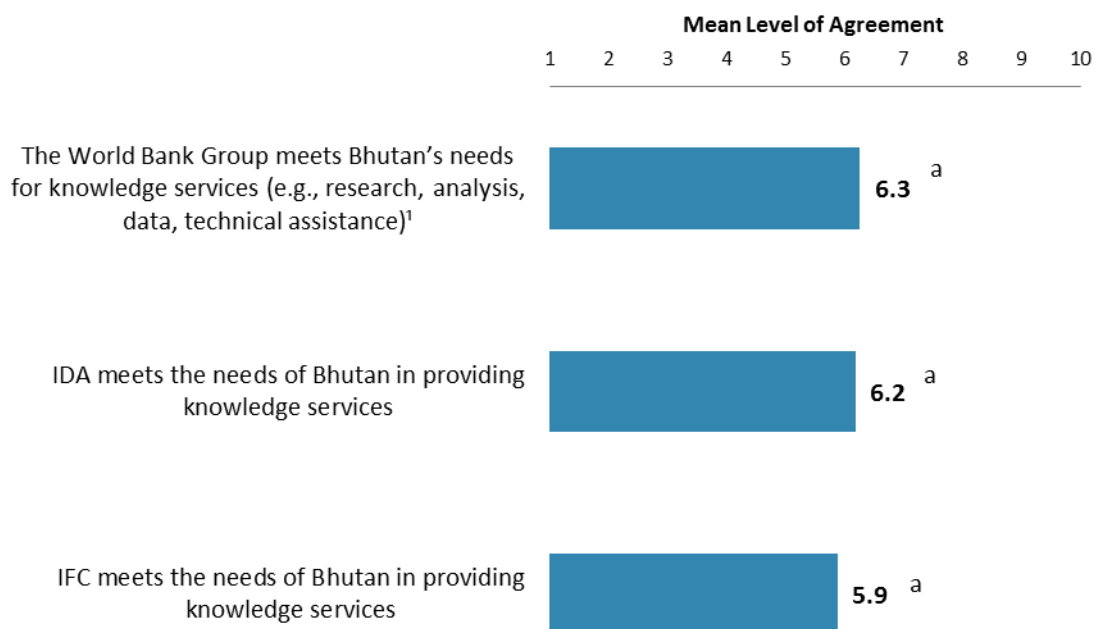 Mean Level of Agreement
1 2 3 4 5 6 7 8 9 10
The World Bank Group meets Bhutan’s needs
for knowledge services (e.g., research, analysis,
data, technical assistance)¹
6.3 a
IDA meets the needs of Bhutan in providing
knowledge services
6.2 a
IFC meets the needs of Bhutan in providing
knowledge services
5.9 a